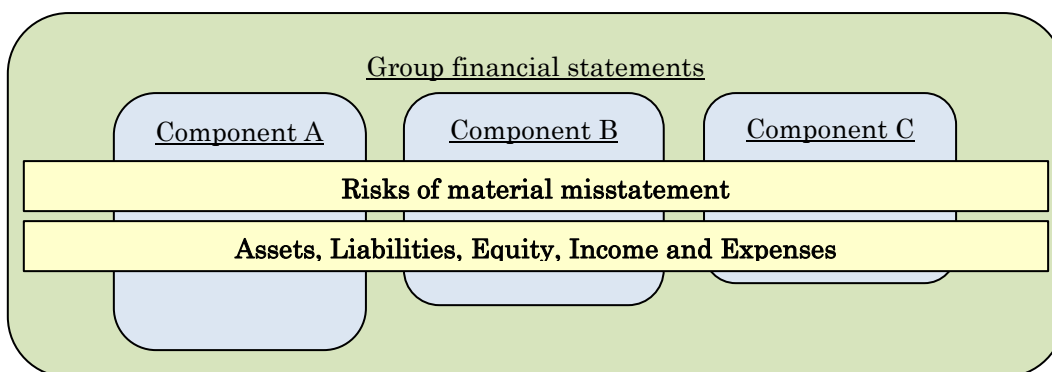 Group financial statements
Component A
Component B
Component C
Risks of material misstatement
Assets, Liabilities, Equity, Income and Expenses